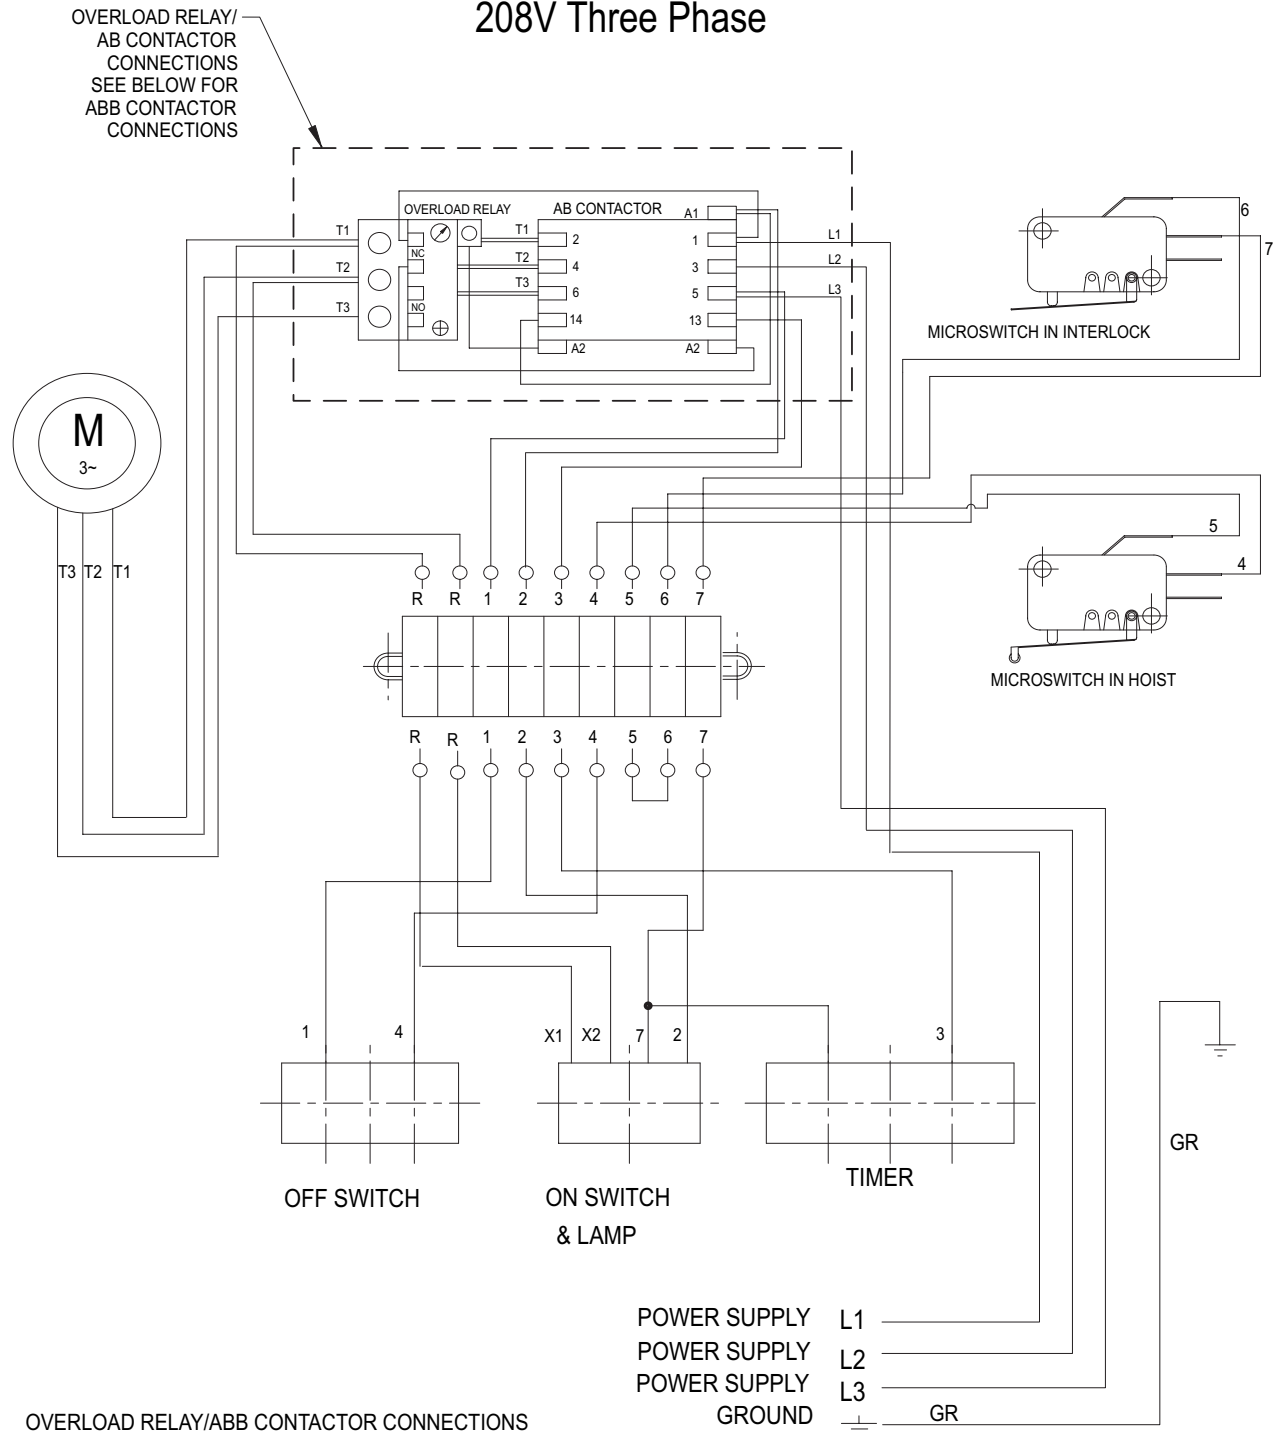 208V Three Phase
OVERLOAD RELAY/
AB CONTACTOR
CONNECTIONS
SEE BELOW FOR
ABB CONTACTOR
CONNECTIONS
OVERLOAD RELAY
AB CONTACTOR
A1
T1
T1
2
1
L1
NC
T2
T2
4
3
L2
T3
6
5
L3
T3
NO
14
13
A2
A2
6
7
MICROSWITCH IN INTERLOCK
M
3~
T3
T2
T1
5
4
MICROSWITCH IN HOIST
R
R
1
2
3
4
5
6
7
R
R
1
2
3
4
5
6
7
1
4
X1
X2
7
2
3
OFF SWITCH
ON SWITCH
& LAMP
TIMER
GR
POWER SUPPLY L1
POWER SUPPLY L2
POWER SUPPLY L3
GROUND
GR
OVERLOAD RELAY/ABB CONTACTOR CONNECTIONS